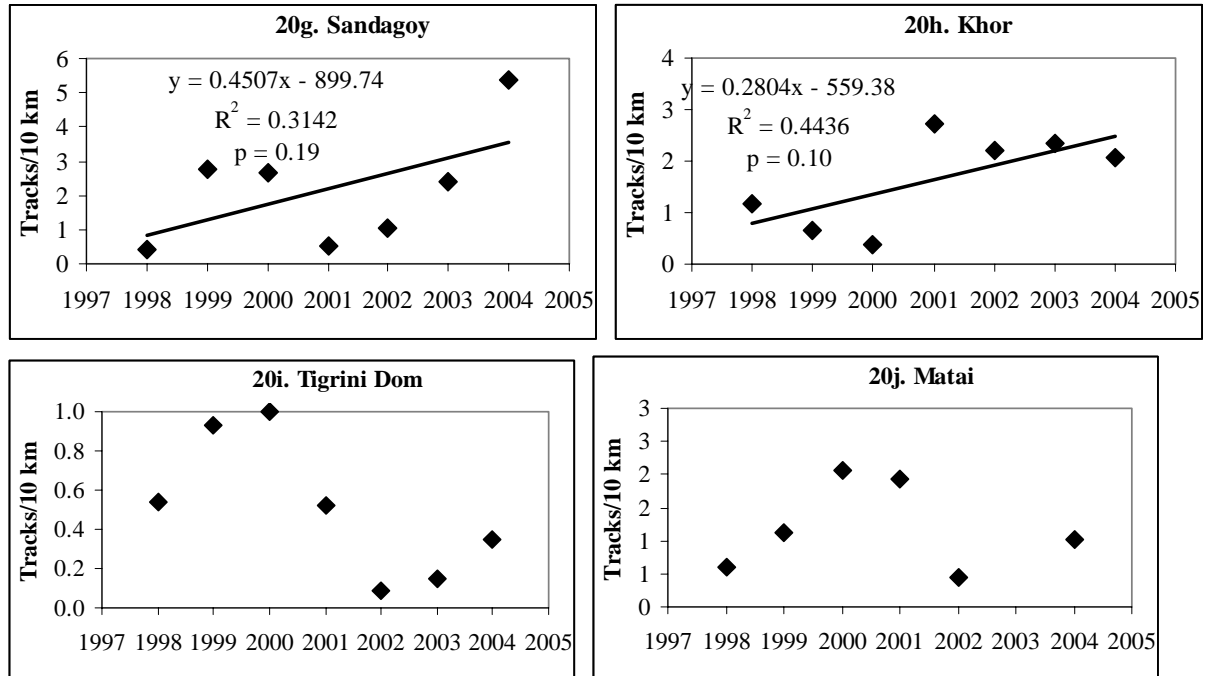 20g. Sandagoy
Tracks/10 km
6
5
4
3
2
1
0
y = 0.4507x - 899.74
R² = 0.3142
p = 0.19
1997 1998 1999 2000 2001 2002 2003 2004 2005
20h. Khor
Tracks/10 km
4
3
2
1
0
y = 0.2804x - 559.38
R² = 0.4436
p = 0.10
1997 1998 1999 2000 2001 2002 2003 2004 2005
20i. Tigrini Dom
Tracks/10 km
1.0
0.8
0.6
0.4
0.2
0.0
1997 1998 1999 2000 2001 2002 2003 2004 2005
20j. Matai
Tracks/10 km
3
3
2
2
1
1
0
1997 1998 1999 2000 2001 2002 2003 2004 2005